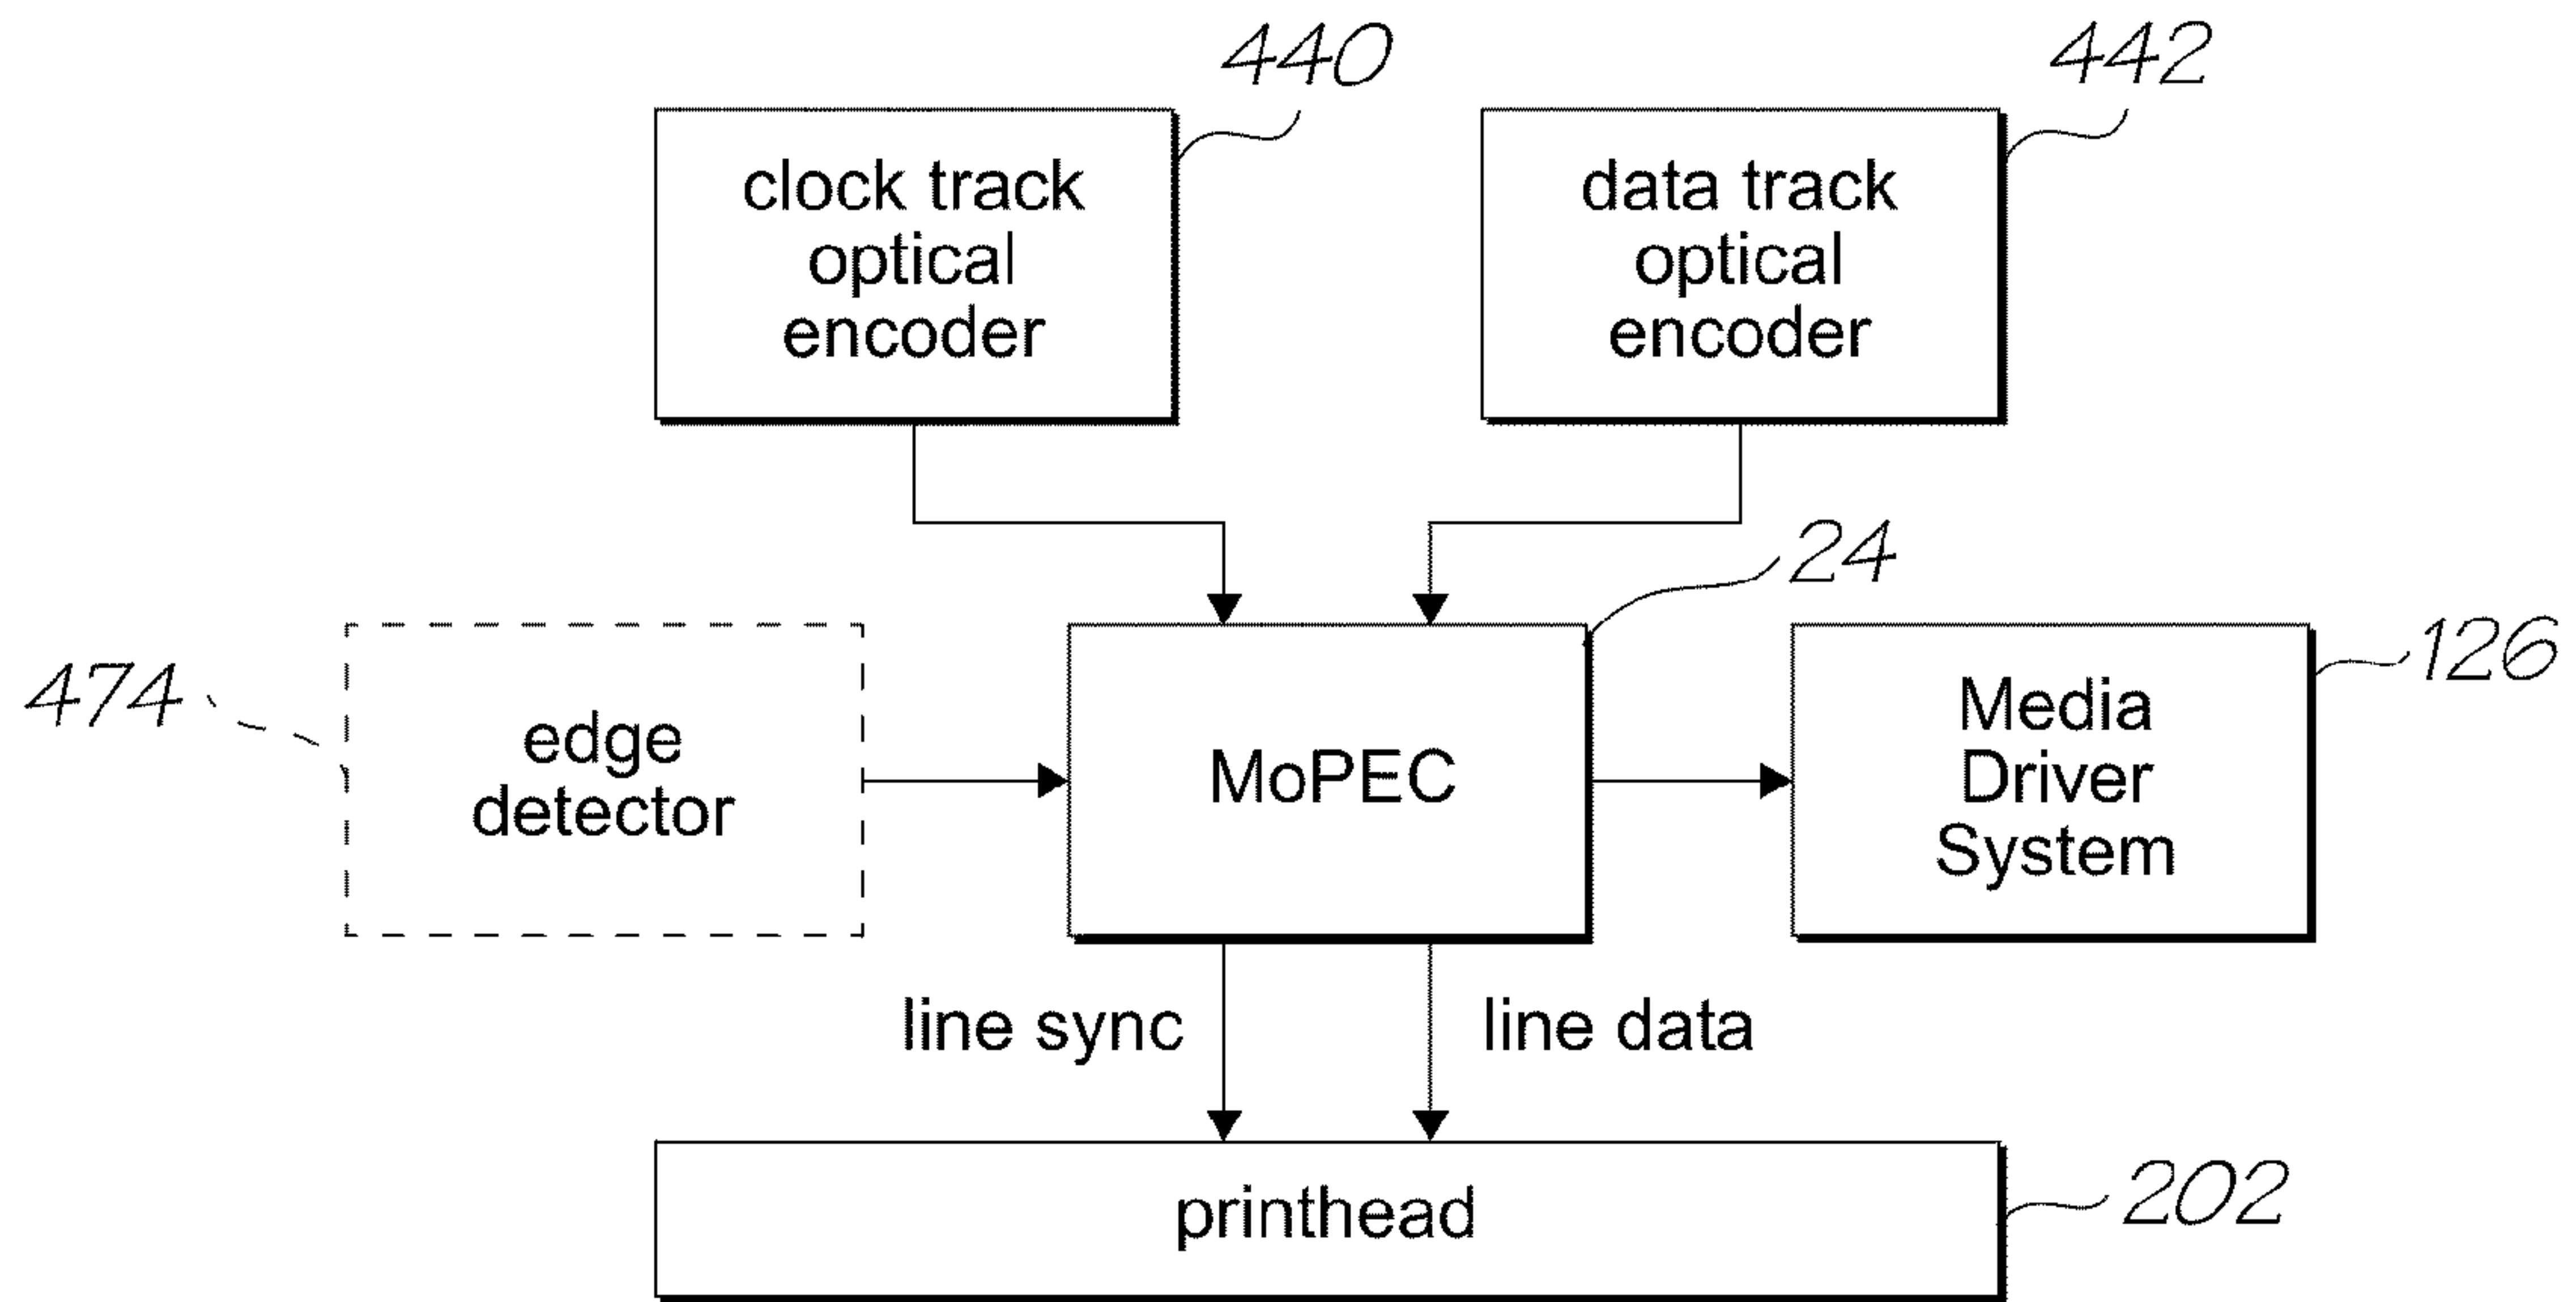 440
442
clock track
optical
encoder
data track
optical
encoder
24
126
474
edge
detector
MoPEC
Media
Driver
System
line sync
line data
printhead
202